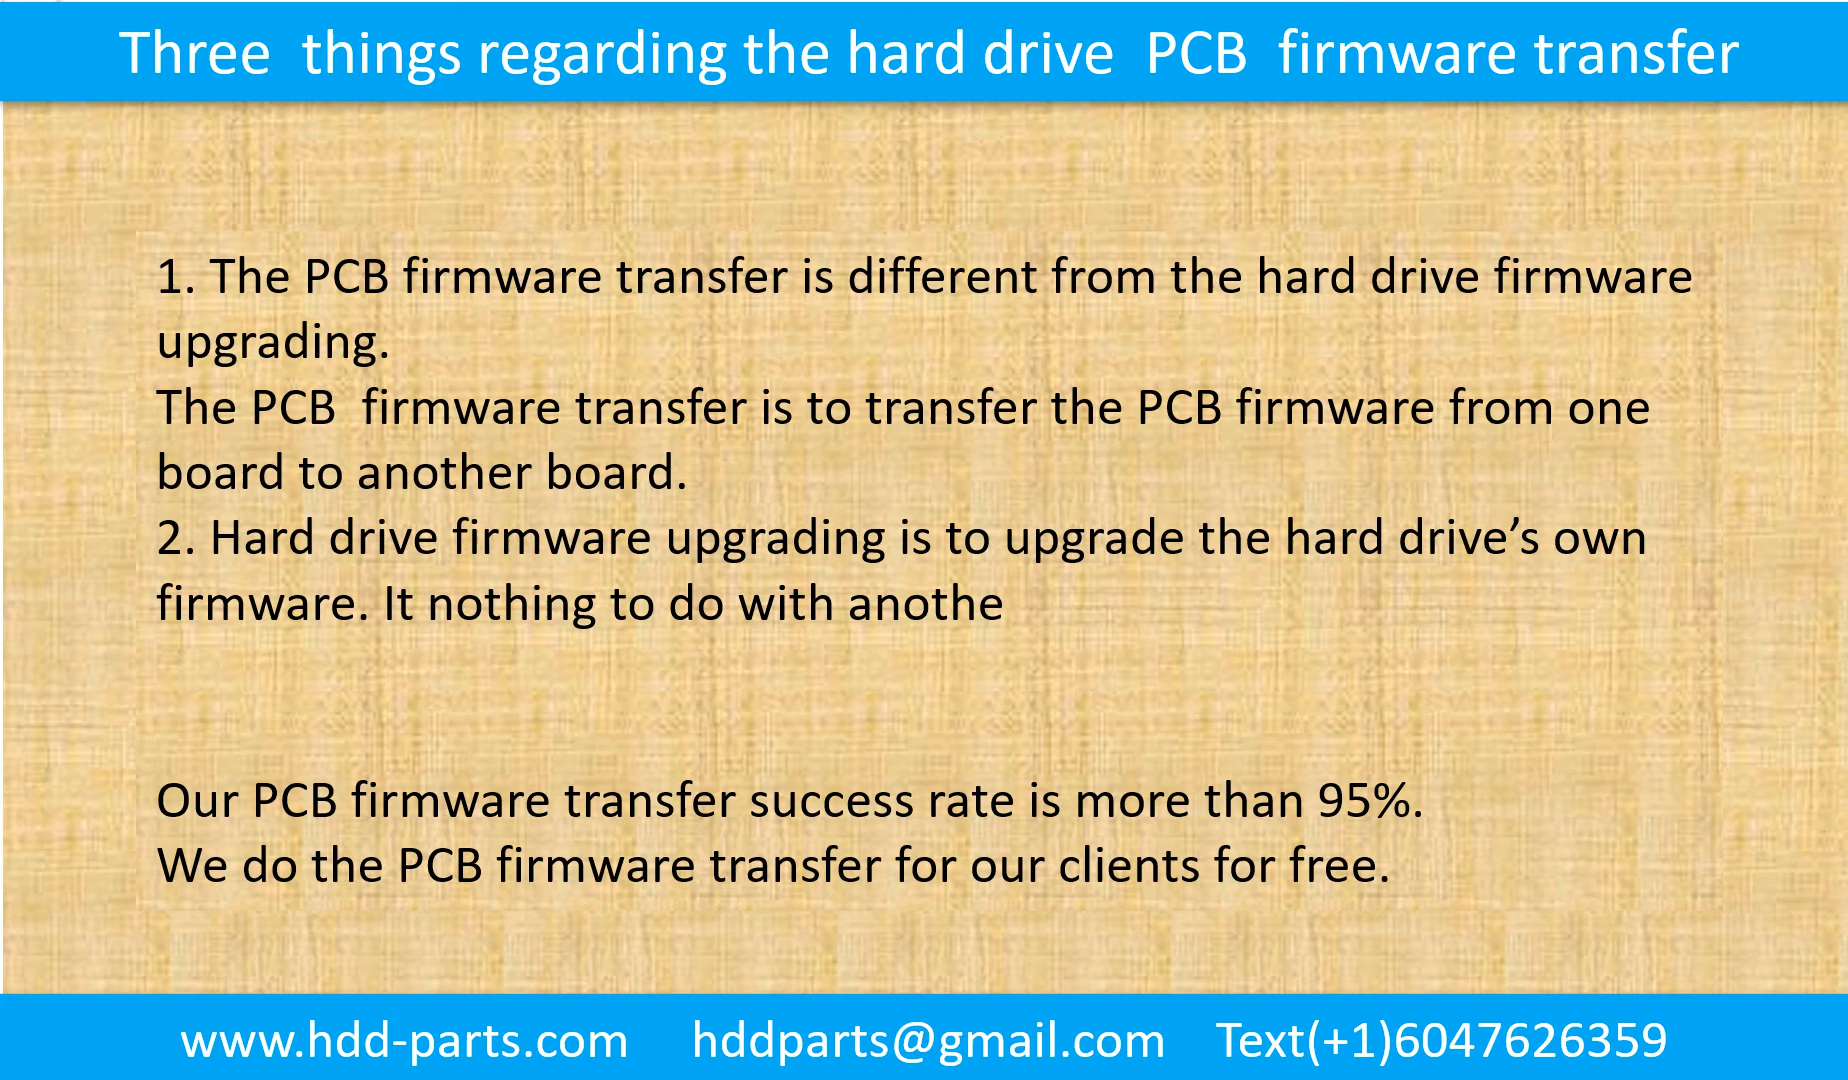 Three things regarding the hard drive PCB firmware transfer
1. The PCB firmware transfer is different from the hard drive firmware
upgrading.
The PCB firmware transfer is to transfer the PCB firmware from one
board to another board.
2. Hard drive firmware upgrading is to upgrade the hard drive’s own
firmware. It nothing to do with anothe
Our PCB firmware transfer success rate is more than 95%.
We do the PCB firmware transfer for our clients for free.
www.hdd-parts.com hddparts@gmail.com Text(+1)6047626359